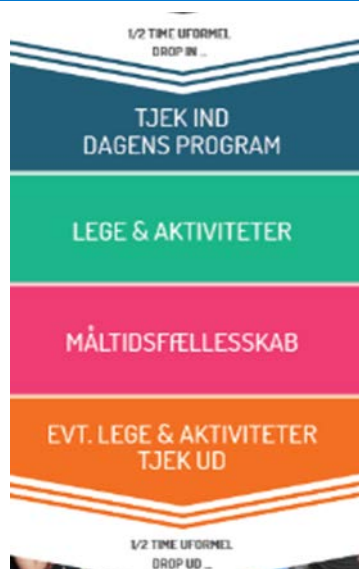 1/2 TIME UFORMEL
DROP IN ...
TJEK IND
DAGENS PROGRAM
LEGE & AKTIVITETER
MÅLTIDSFÆLLESSKAB
EVT. LEGE & AKTIVITETER
TJEK UD
1/2 TIME UFORMEL
DROP UD ...